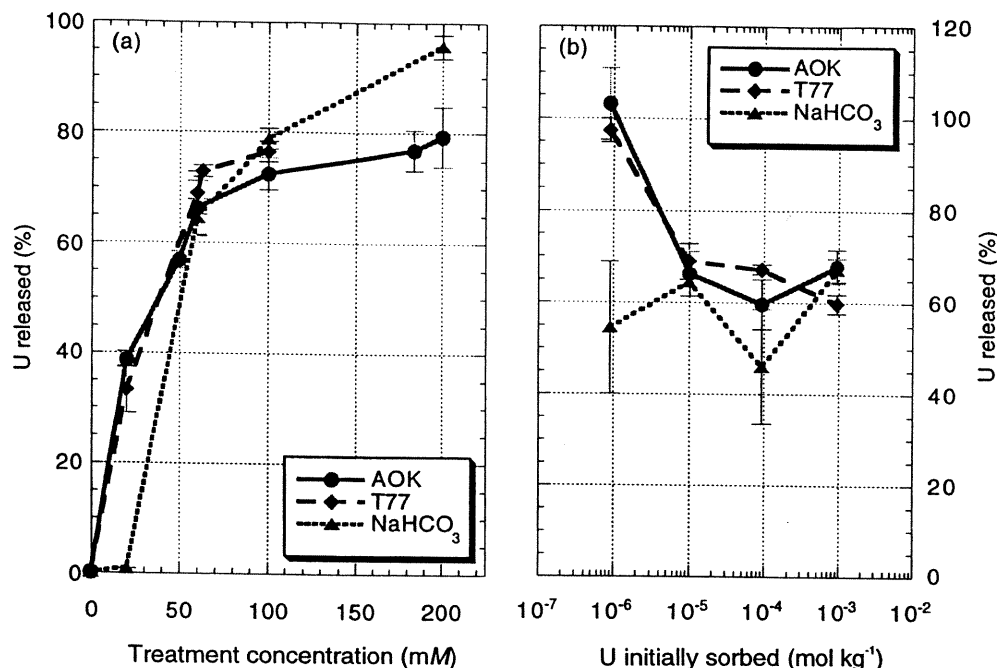 (a)
U released (%)
100
80
60
40
20
0
0 50 100 150 200
Treatment concentration (mM)
AOK
T77
NaHCO₃
(b)
AOK
T77
NaHCO₃
120
100
80
60
40
20
0
U released (%)
10⁻⁷ 10⁻⁶ 10⁻⁵ 10⁻⁴ 10⁻³ 10⁻²
U initially sorbed (mol kg⁻¹)